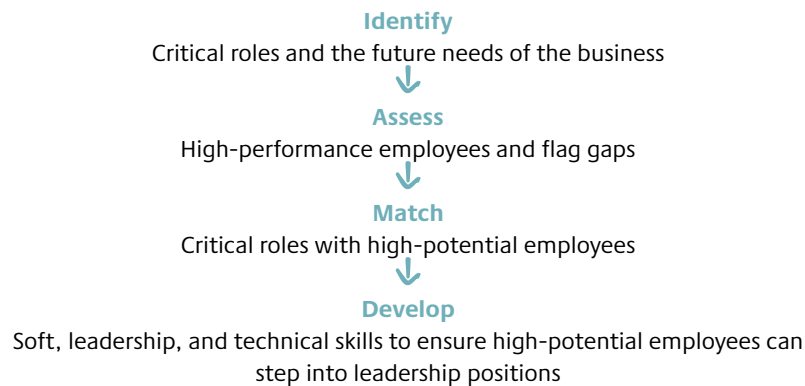 Identify
Critical roles and the future needs of the business
Assess
High-performance employees and flag gaps
Match
Critical roles with high-potential employees
Develop
Soft, leadership, and technical skills to ensure high-potential employees can
step into leadership positions